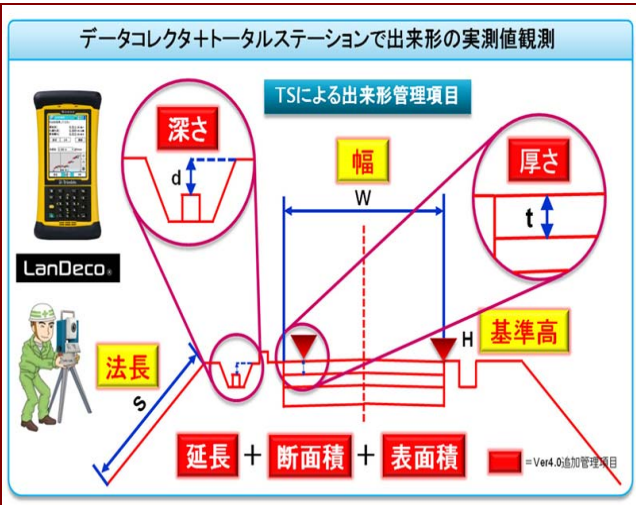 データコレクタ＋トータルステーションで出来形の実測値観測
TSによる出来形管理項目
深さ
d
幅
W
厚さ
t
LanDeco®
H
基準高
法長
S
延長＋断面積＋表面積
=Ver4.0追加管理項目